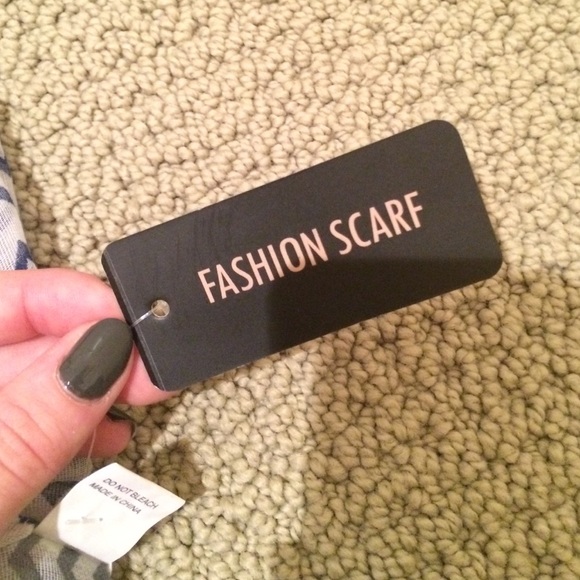 FASHION SCARF
DO NOT BLEACH
MADE IN CHINA